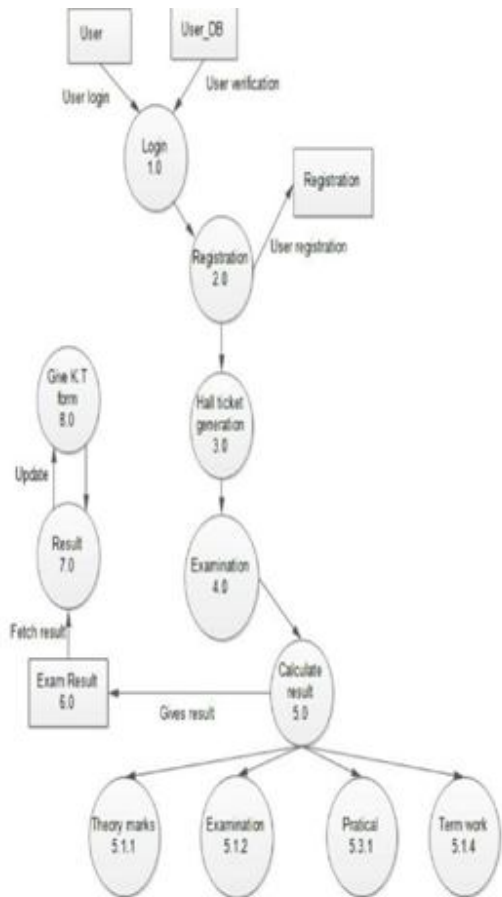 User
User_DB
User login
User verification
Login
1.0
Registration
Registration
2.0
User registration
Give K.T
form
8.0
Hall ticket
generation
3.0
Update
Result
7.0
Examination
4.0
Fetch result
Exam Result
6.0
Gives result
Calculate
result
5.0
Theory marks
5.1.1
Examination
5.1.2
Pratical
5.3.1
Term work
5.1.4